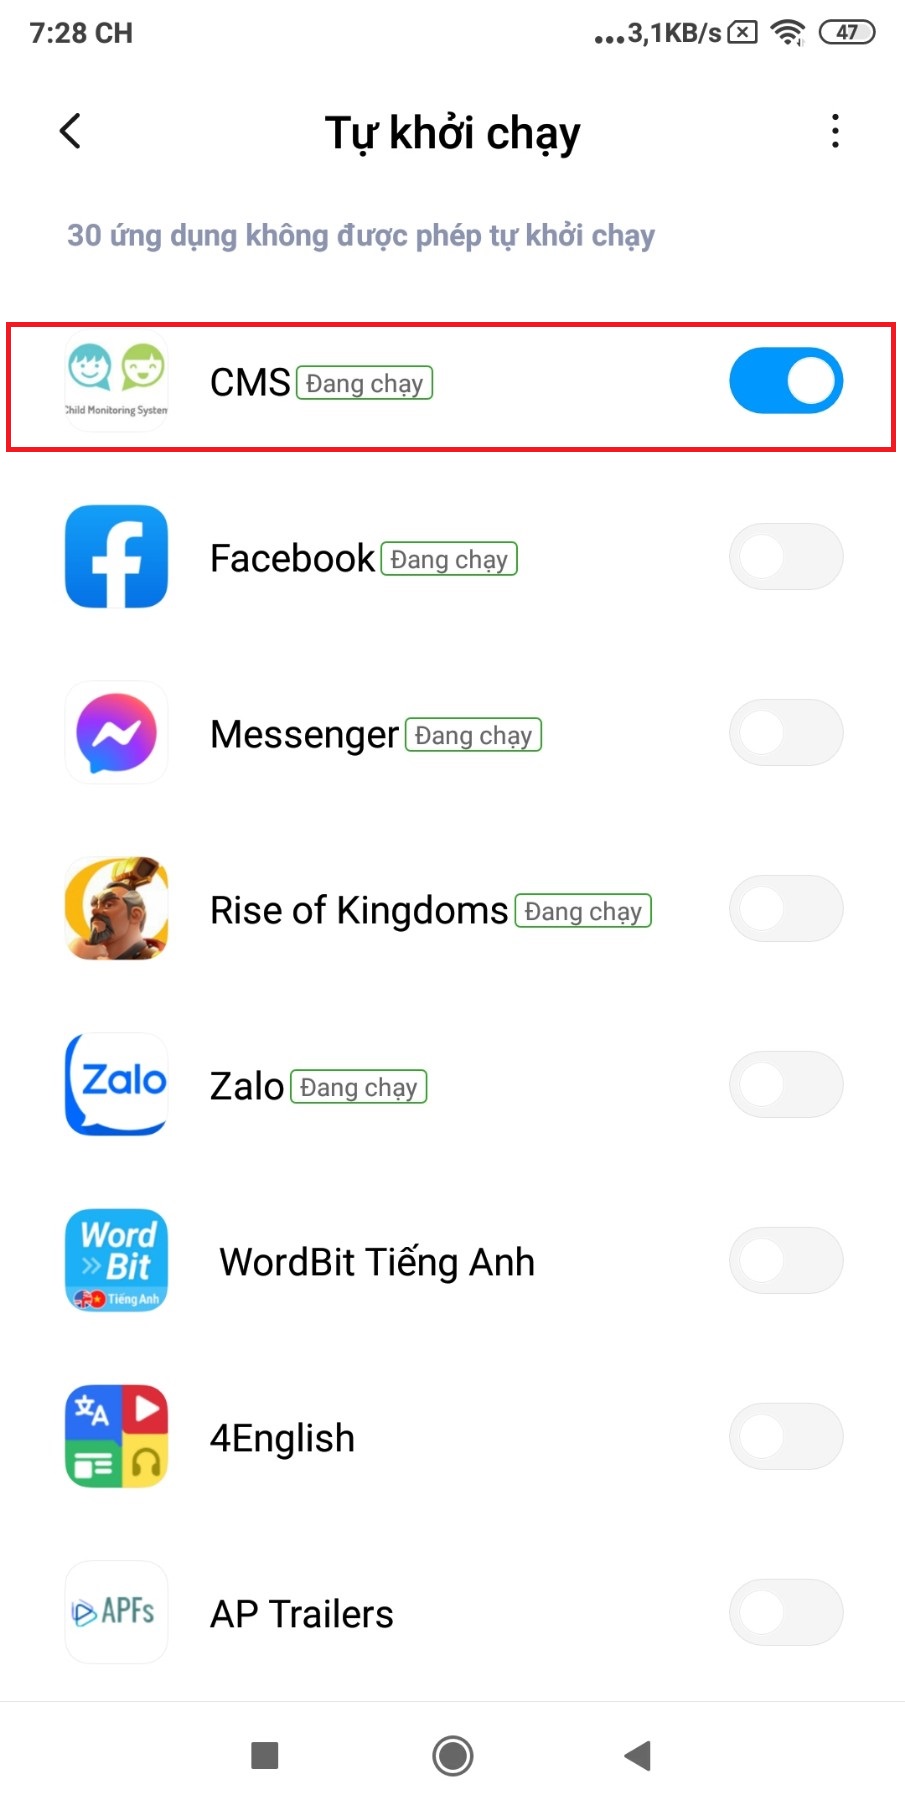 7:28 CH ...3,1KB/s 47
Tự khởi chạy
30 ứng dụng không được phép tự khởi chạy
CMS Đang chạy
Child Monitoring System
Facebook Đang chạy
Messenger Đang chạy
Rise of Kingdoms Đang chạy
Zalo
Zalo Đang chạy
Word
Bit
Tiếng Anh
WordBit Tiếng Anh
文A
4English
APFs
AP Trailers